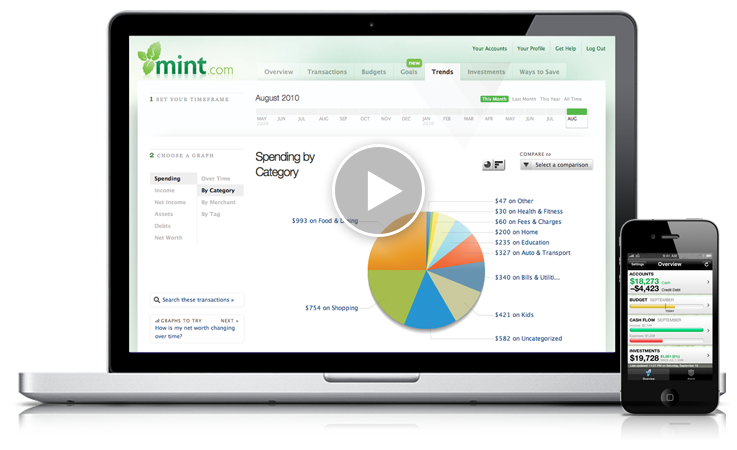 mint.com
Your Accounts Your Profile Get Help Log Out
new
Overview Transactions Budgets Goals Trends Investments Ways to Save
1 SET YOUR TIMEFRAME
August 2010
This Month Last Month This Year All Time
MAY JUN JUL AUG SEP OCT NOV DEC JAN FEB MAR APR MAY JUN JUL AUG
2 CHOOSE A GRAPH
Spending
Income
Net Income
Assets
Debts
Net Worth
Over Time
By Category
By Merchant
By Tag
Spending by
Category
COMPARE to
Select a comparison
$47 on Other
$30 on Health & Fitness
$60 on Fees & Charges
$200 on Home
$235 on Education
$327 on Auto & Transport
$340 on Bills & Utiliti...
$421 on Kids
$582 on Uncategorized
$754 on Shopping
$993 on Food & Dining
Search these transactions »
GRAPHS TO TRY NEXT »
How is my net worth changing
over time?
Settings Overview
ACCOUNTS
$18,273 Cash
-$4,423 Credit Debt
BUDGET SEPTEMBER
CASH FLOW SEPTEMBER
INVESTMENTS
$19,728
Overview